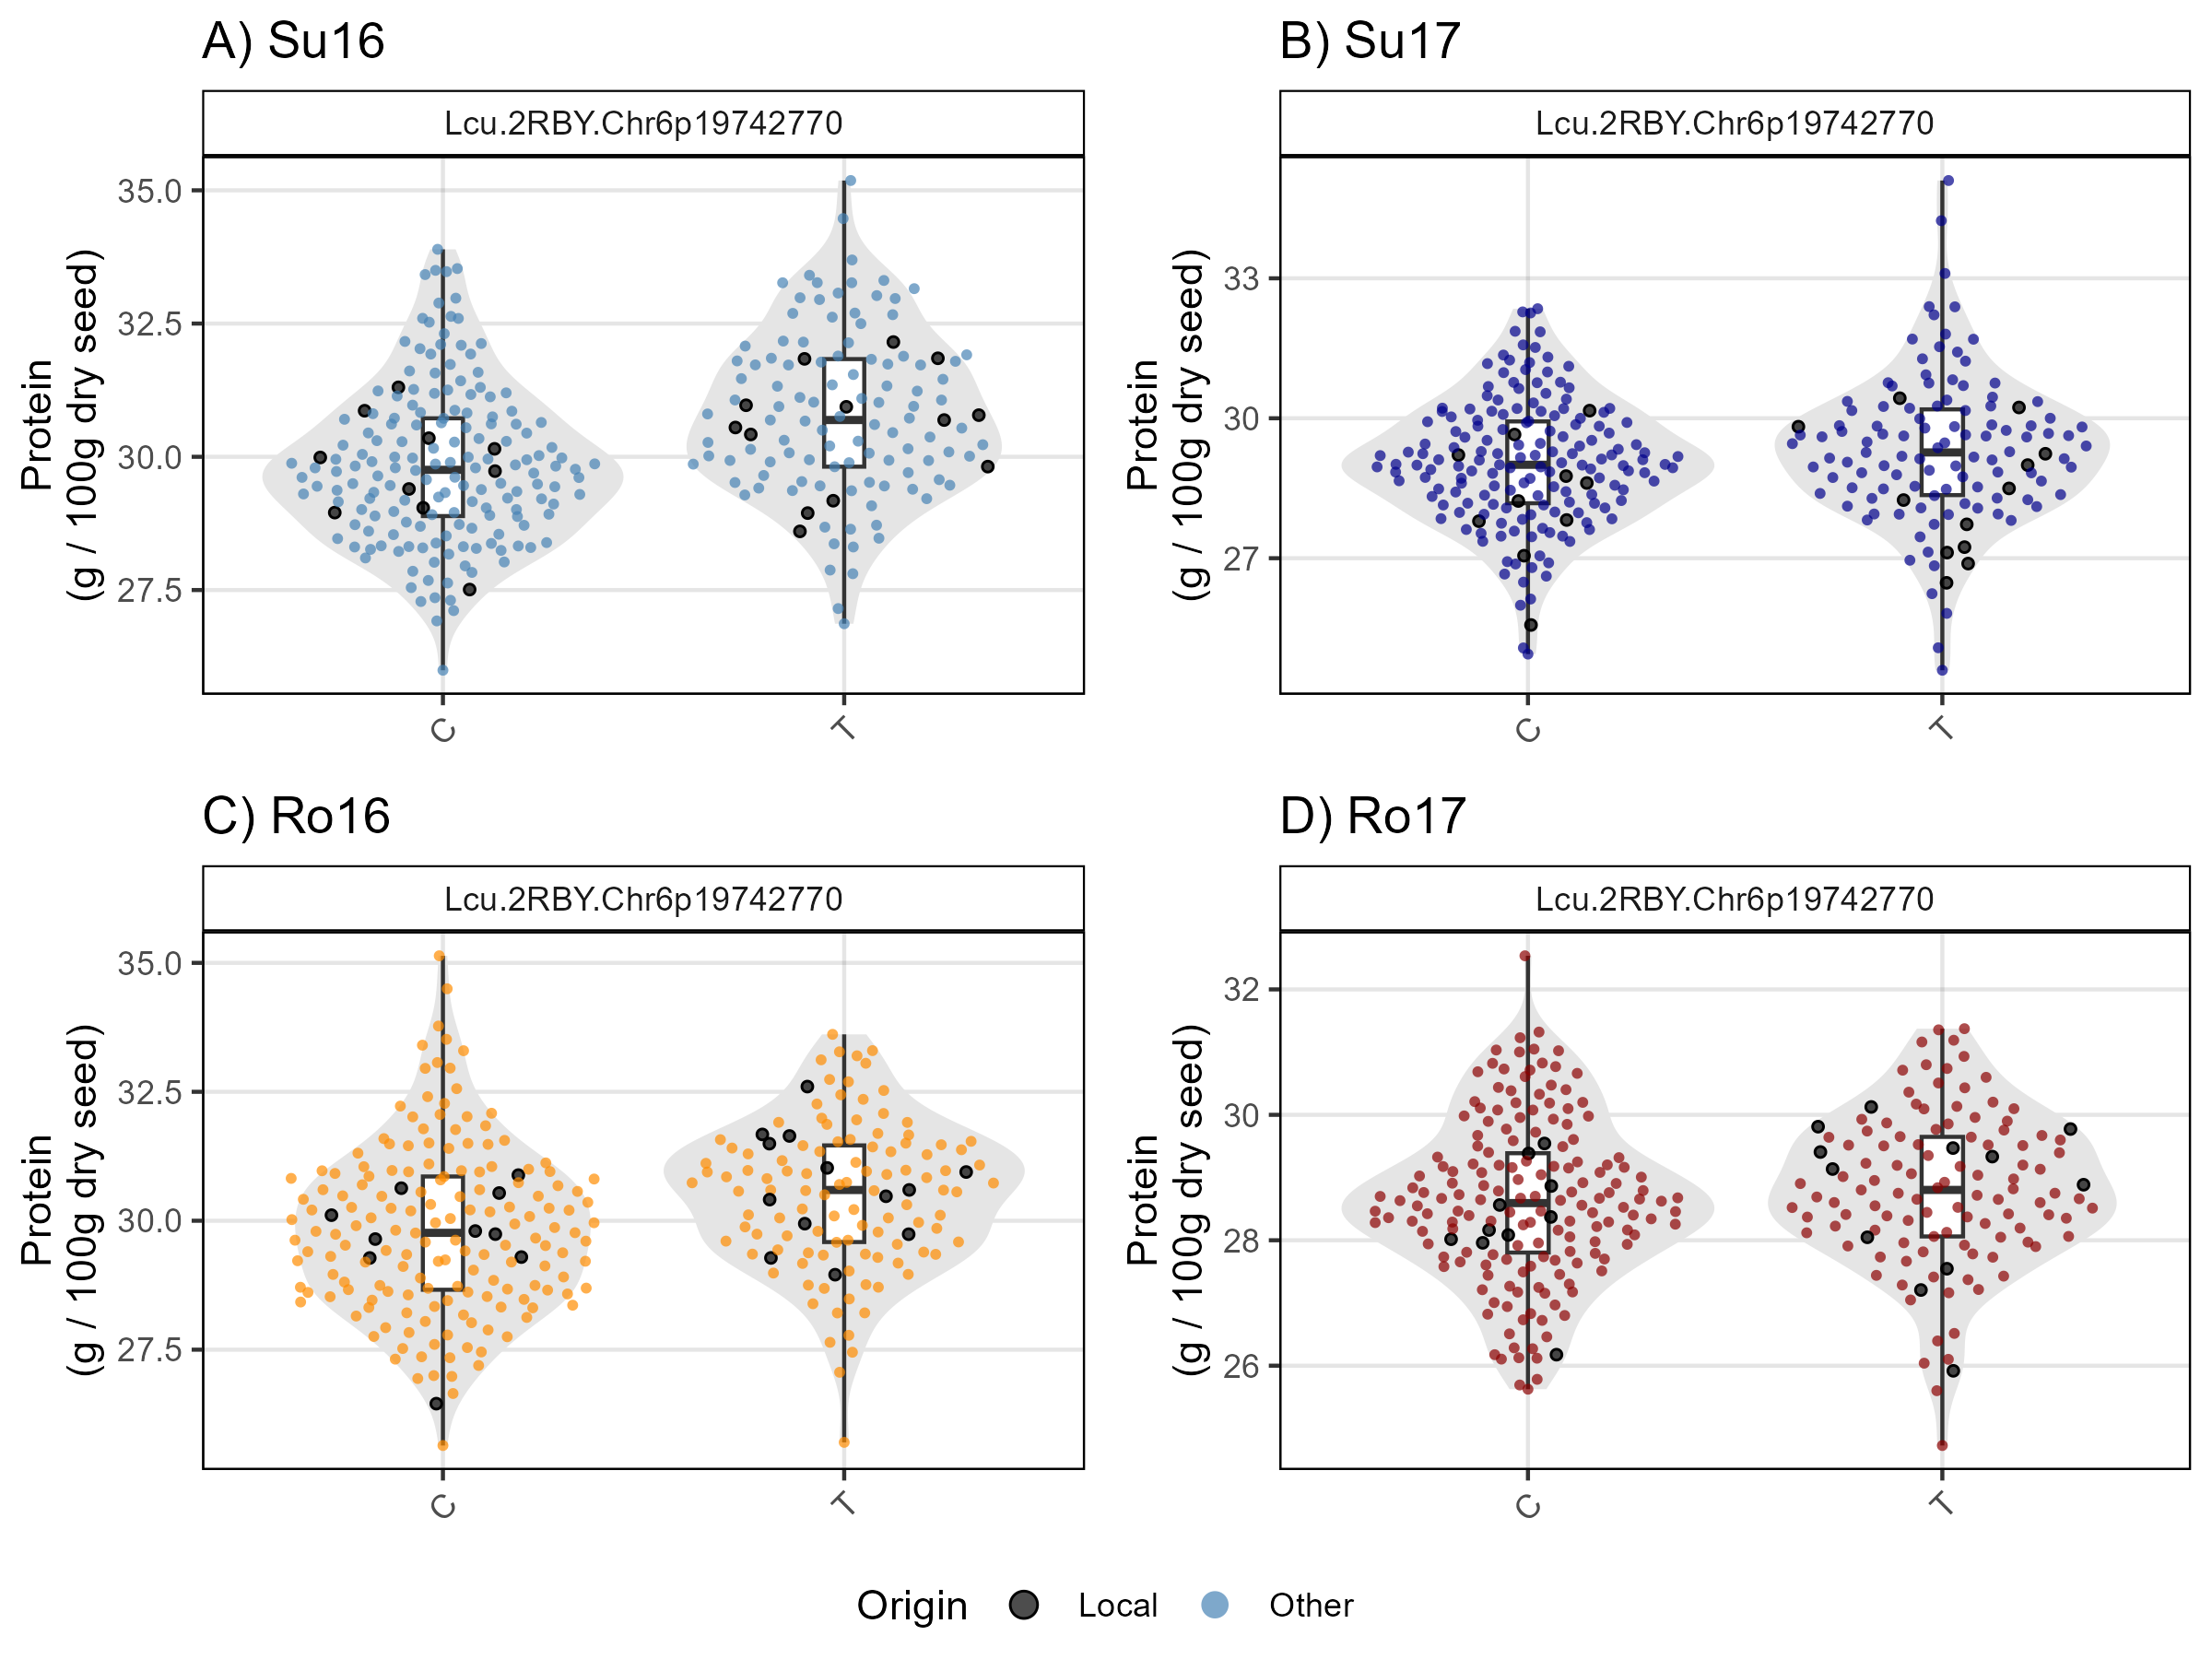 A) Su16
Lcu.2RBY.Chr6p19742770
Protein
(g / 100g dry seed)
35.0
32.5
30.0
27.5
C
T
B) Su17
Lcu.2RBY.Chr6p19742770
Protein
(g / 100g dry seed)
33
30
27
C
T
C) Ro16
Lcu.2RBY.Chr6p19742770
Protein
(g / 100g dry seed)
35.0
32.5
30.0
27.5
C
T
D) Ro17
Lcu.2RBY.Chr6p19742770
Protein
(g / 100g dry seed)
32
30
28
26
C
T
Origin Local Other